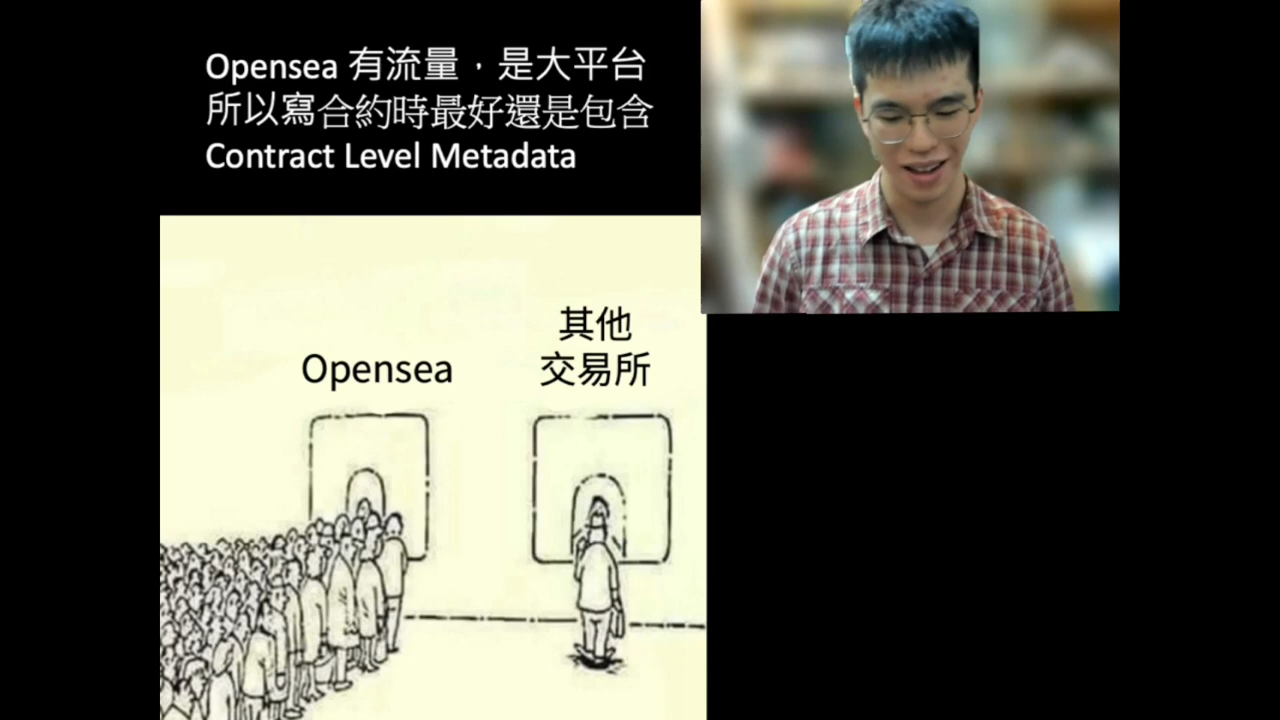 Opensea 有流量，是大平台
所以寫合約時最好還是包含
Contract Level Metadata
Opensea
其他
交易所